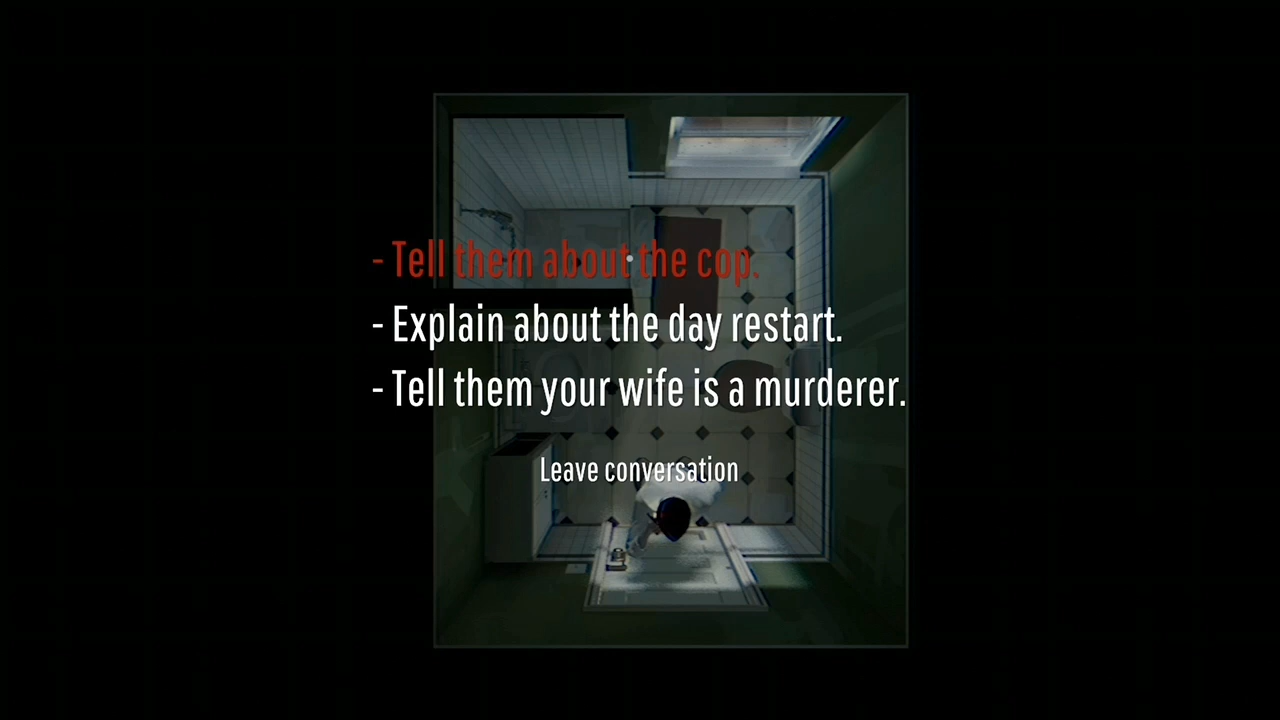 - Tell them about the cop.
- Explain about the day restart.
- Tell them your wife is a murderer.
Leave conversation